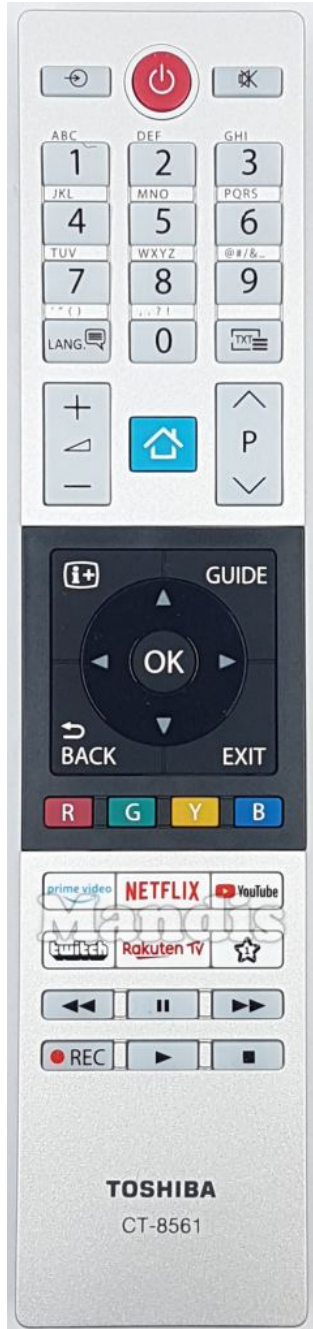 ABC DEF GHI
1 2 3
JKL MNO PQRS
4 5 6
TUV WXYZ @#/&_
7 8 9
' " ( ) . , ? !
LANG. 0 TXT
+
P
–
i+ GUIDE
OK
BACK EXIT
R G Y B
prime video NETFLIX YouTube
Mandis
twitch Rakuten TV 1
REC
TOSHIBA
CT-8561